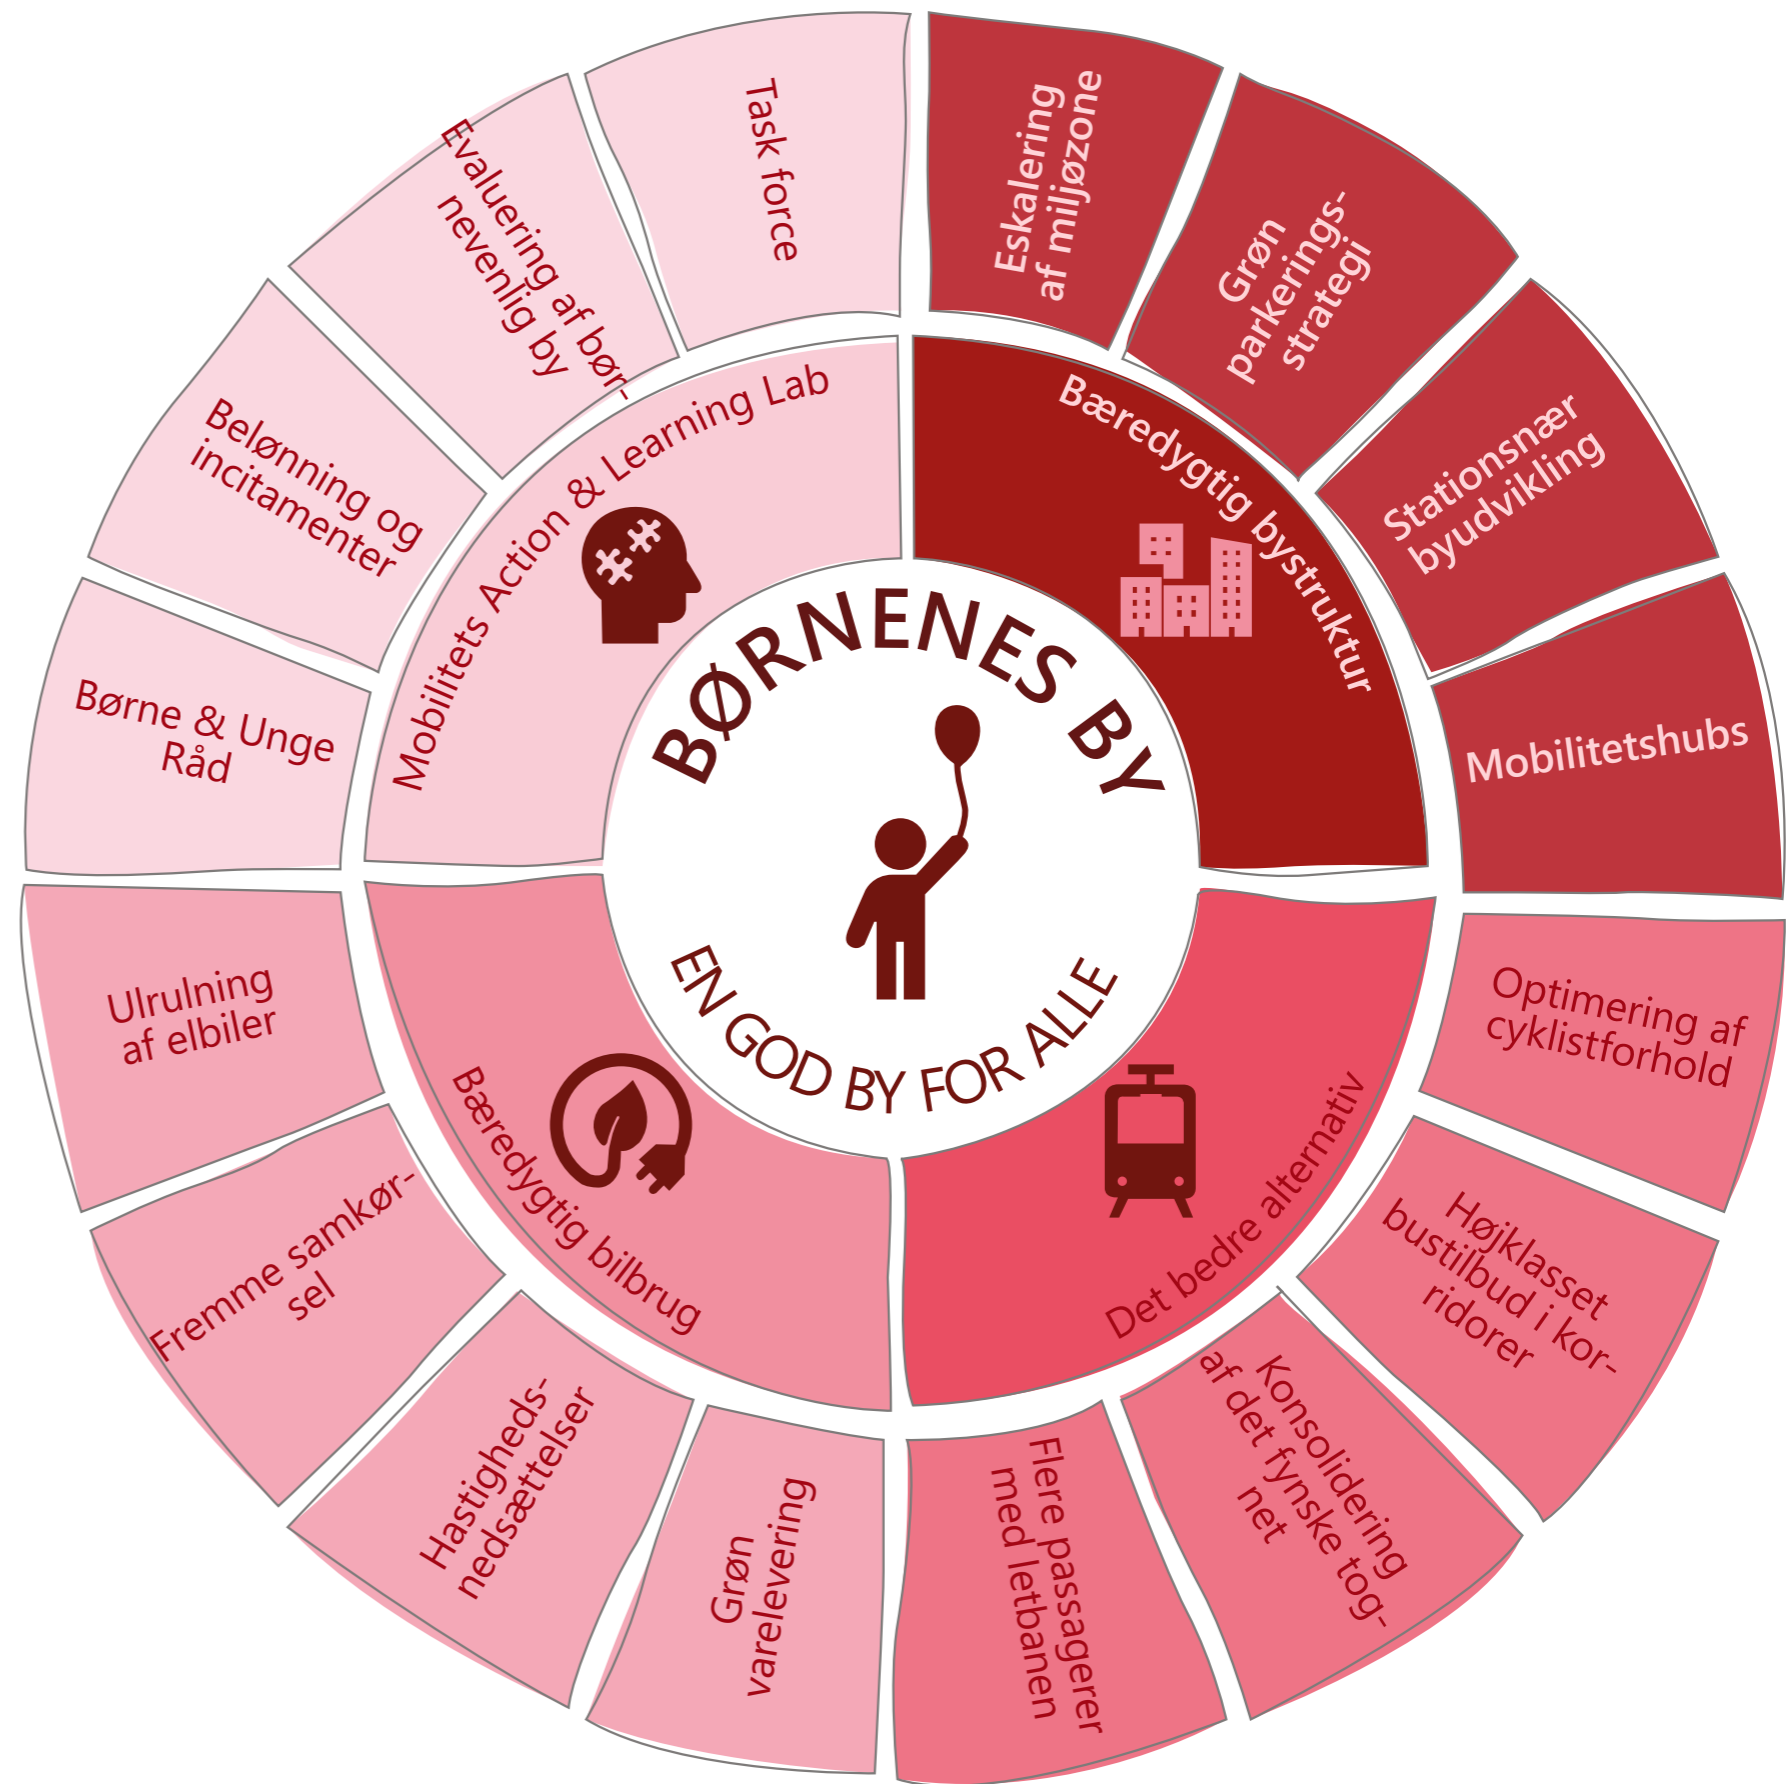 BØRNENES BY
EN GOD BY FOR ALLE
Bæredygtig bystruktur
Eskalering
af miljøzone
Grøn
parkerings-
strategi
Stationsnær
byudvikling
Mobilitetshubs
Det bedre alternativ
Optimering af
cyklistforhold
Højklasset
bustilbud i kor-
ridorer
Konsolidering
af det fynske tog-
net
Flere passagerer
med letbanen
Bæredygtig bilbrug
Grøn
varelevering
Hastigheds-
nedsættelser
Fremme samkør-
sel
Ulrulning
af elbiler
Mobilitets Action & Learning Lab
Børne & Unge
Råd
Belønning og
incitamenter
Evaluering af bør-
nevenlig by
Task force